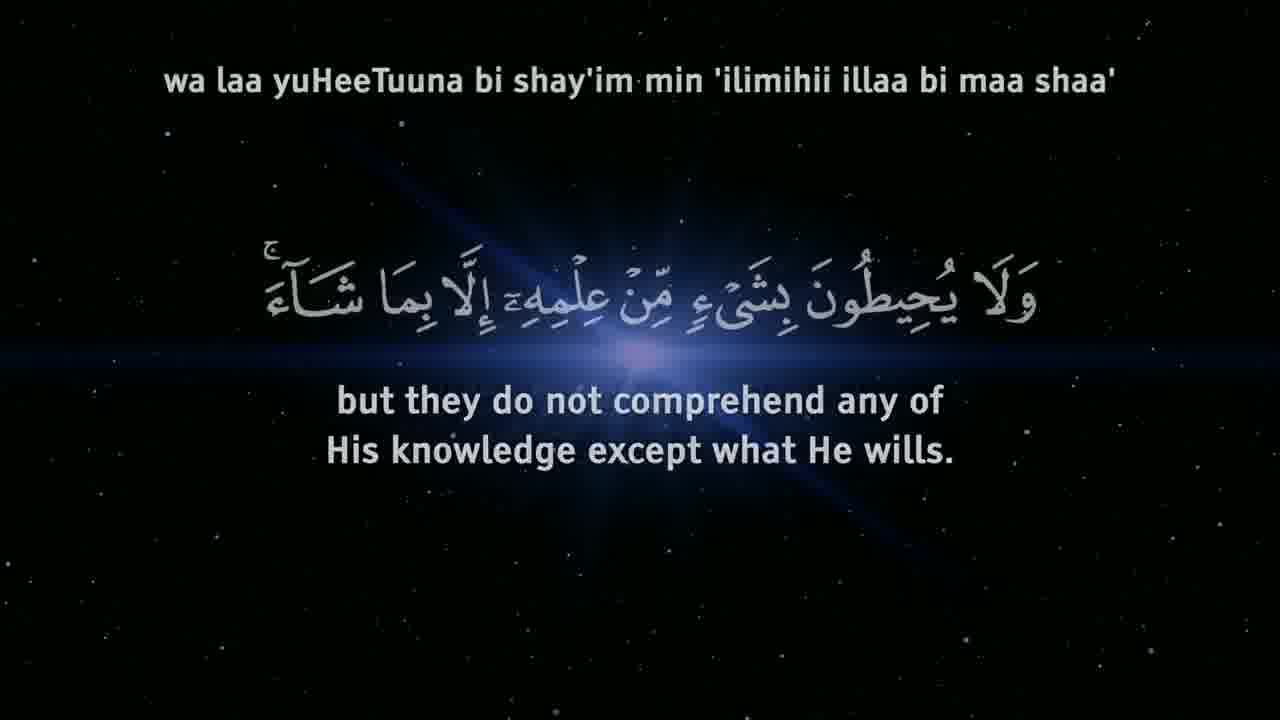 wa laa yuHeeTuuna bi shay'im min 'ilimihii illaa bi maa shaa'
وَلَا يُحِيطُونَ بِشَىْءٍ مِّنْ عِلْمِهِۦٓ إِلَّا بِمَا شَآءَ ۚ
but they do not comprehend any of
His knowledge except what He wills.